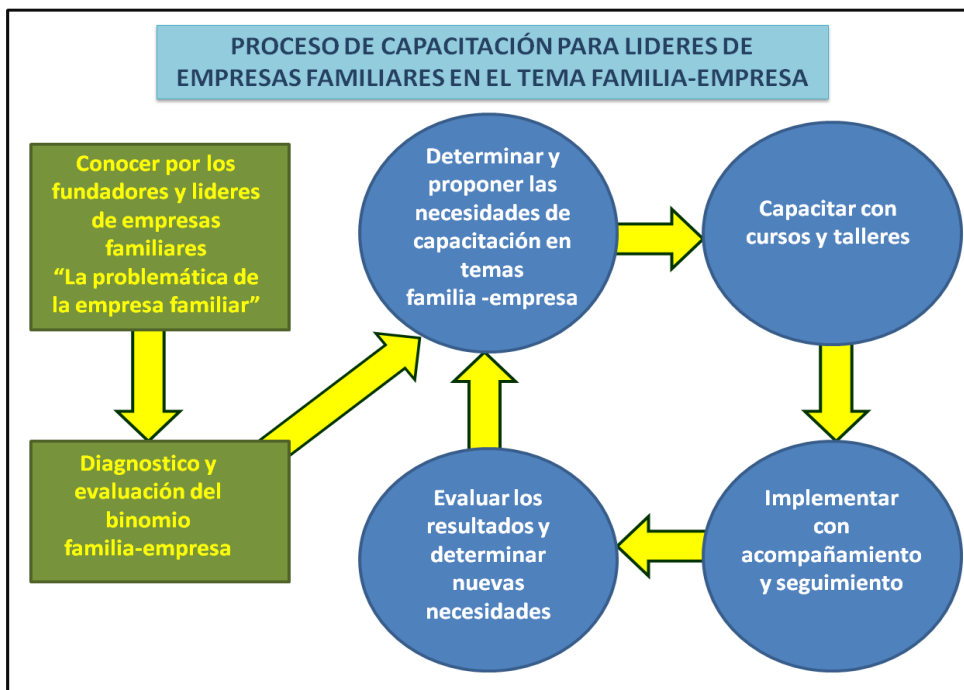 PROCESO DE CAPACITACIÓN PARA LIDERES DE
EMPRESAS FAMILIARES EN EL TEMA FAMILIA-EMPRESA
Conocer por los
fundadores y lideres
de empresas
familiares
“La problemática de
la empresa familiar”
Diagnostico y
evaluación del
binomio
familia-empresa
Determinar y
proponer las
necesidades de
capacitación en
temas
familia -empresa
Capacitar con
cursos y talleres
Implementar
con
acompañamiento
y seguimiento
Evaluar los
resultados y
determinar
nuevas
necesidades